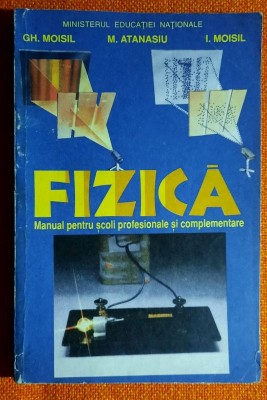 MINISTERUL EDUCAȚIEI NAȚIONALE
GH. MOISIL M. ATANASIU I. MOISIL
FIZICĂ
Manual pentru școli profesionale și complementare